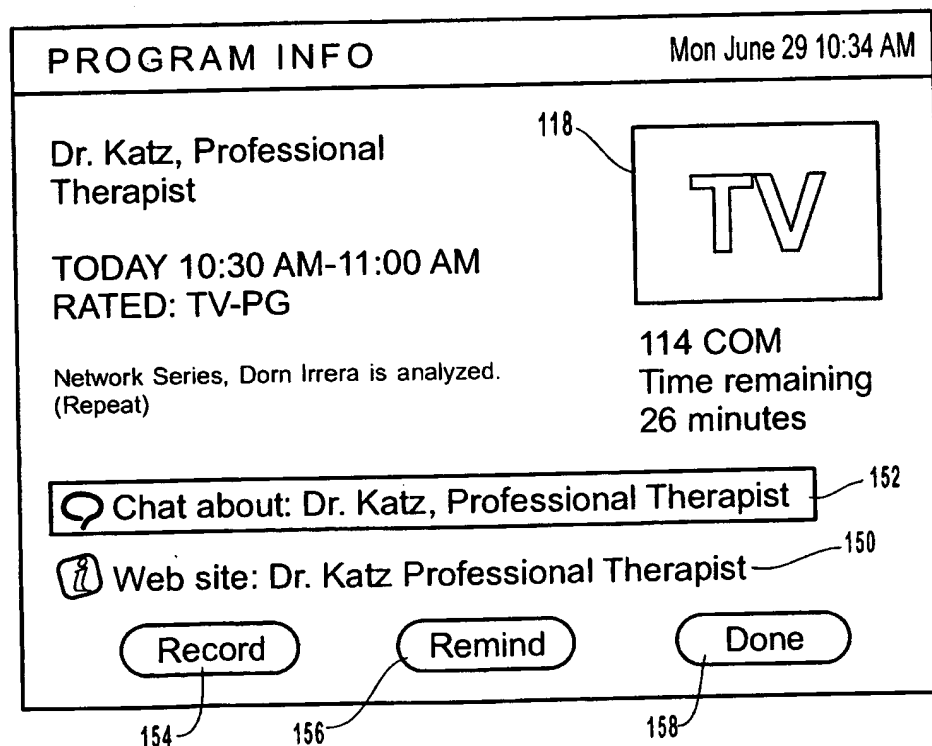 PROGRAM INFO
Mon June 29 10:34 AM
118
TV
Dr. Katz, Professional
Therapist
TODAY 10:30 AM-11:00 AM
RATED: TV-PG
Network Series, Dorn Irrera is analyzed.
(Repeat)
114 COM
Time remaining
26 minutes
Chat about: Dr. Katz, Professional Therapist
152
i Web site: Dr. Katz Professional Therapist
150
Record
Remind
Done
154
156
158